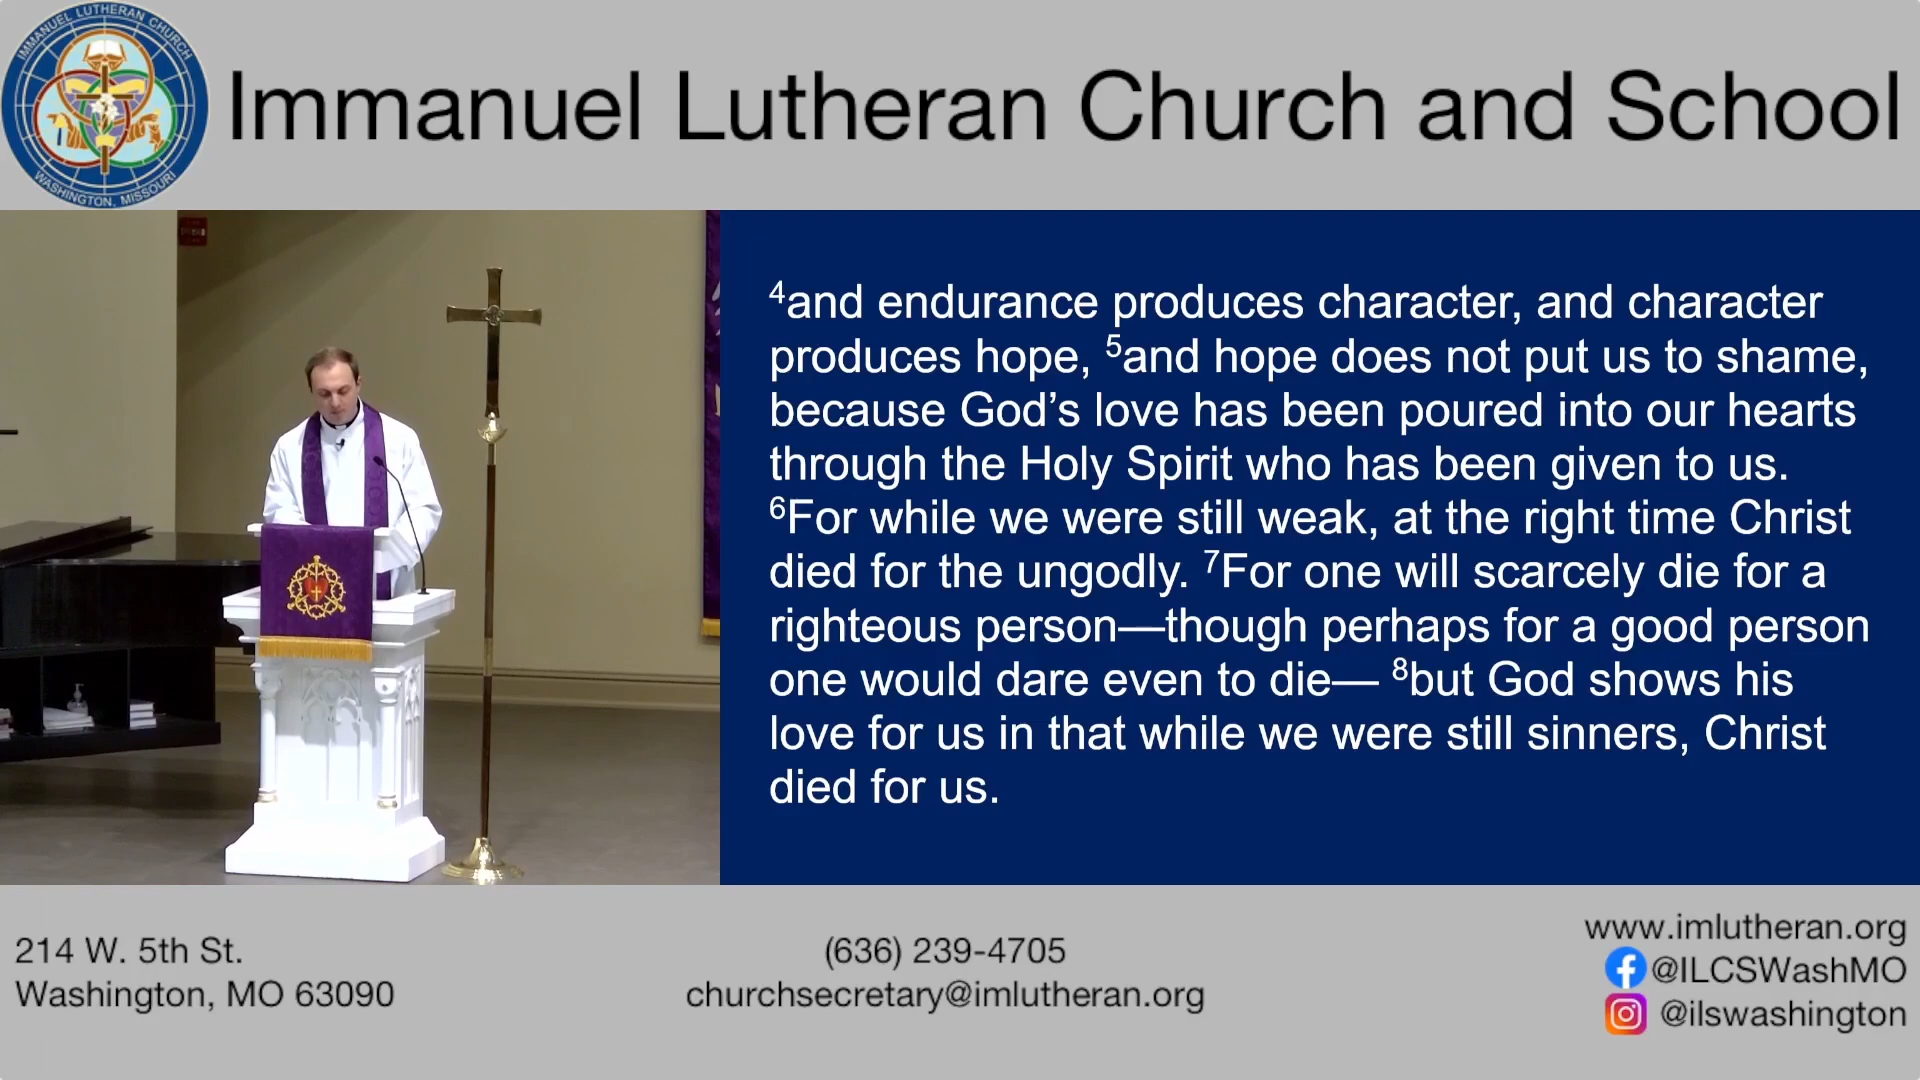 IMMANUEL LUTHERAN CHURCH
WASHINGTON, MISSOURI
Immanuel Lutheran Church and School
⁴and endurance produces character, and character
produces hope, ⁵and hope does not put us to shame,
because God’s love has been poured into our hearts
through the Holy Spirit who has been given to us.
⁶For while we were still weak, at the right time Christ
died for the ungodly. ⁷For one will scarcely die for a
righteous person—though perhaps for a good person
one would dare even to die— ⁸but God shows his
love for us in that while we were still sinners, Christ
died for us.
214 W. 5th St.
Washington, MO 63090
(636) 239-4705
churchsecretary@imlutheran.org
www.imlutheran.org
@ILCSWashMO
@ilswashington